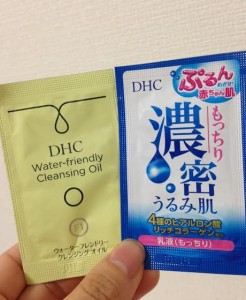 DHC
Water-friendly
Cleansing Oil
ウォーターフレンドリー
クレンジング オイル
DHC
ぷるん
赤ちゃん肌
もっちり
濃密
うるみ肌
4種のヒアルロン酸
リッチコラーゲン
乳液(もっちり)